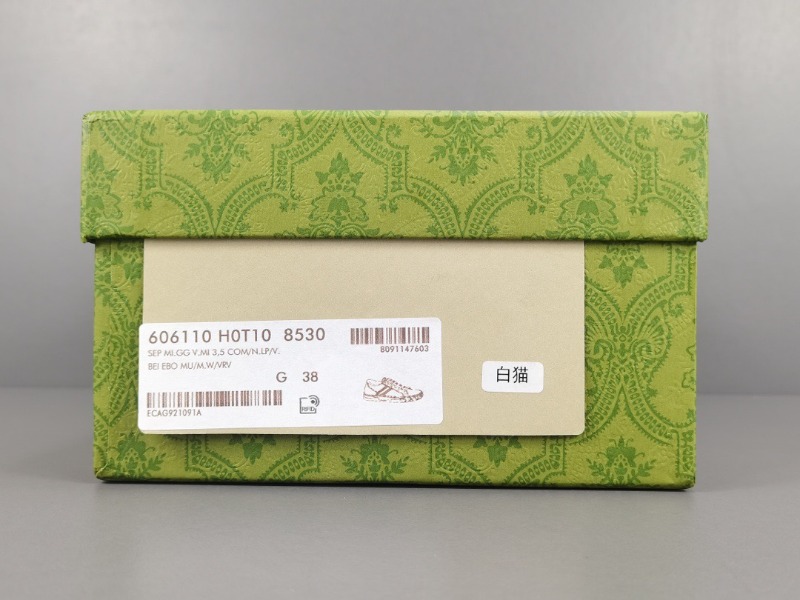 606110 H0T10 8530
8091147603
SEP MI.GG V.MI 3,5 COM/N.LP/V.
BEI EBO MU/M.W/VRV
G 38
ECAG921091A
RFID
白猫